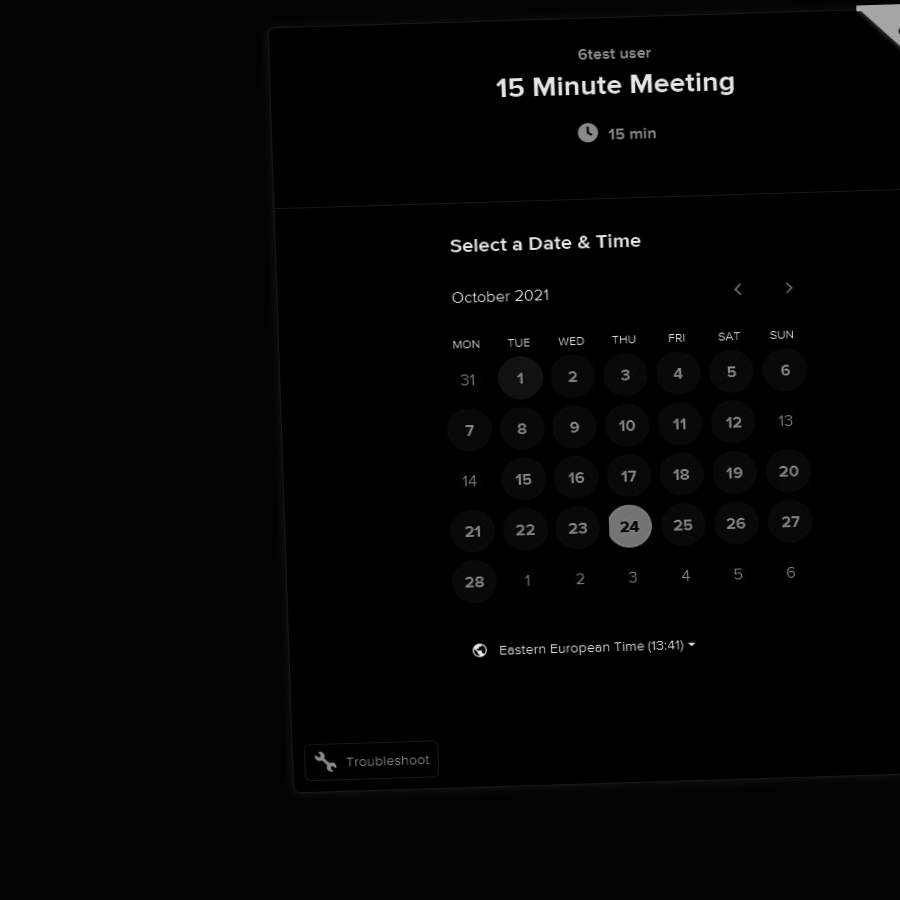 6test user
15 Minute Meeting
15 min
Select a Date & Time
October 2021
MON TUE WED THU FRI SAT SUN
31 1 2 3 4 5 6
7 8 9 10 11 12 13
14 15 16 17 18 19 20
21 22 23 24 25 26 27
28 1 2 3 4 5 6
Eastern European Time (13:41)
Troubleshoot